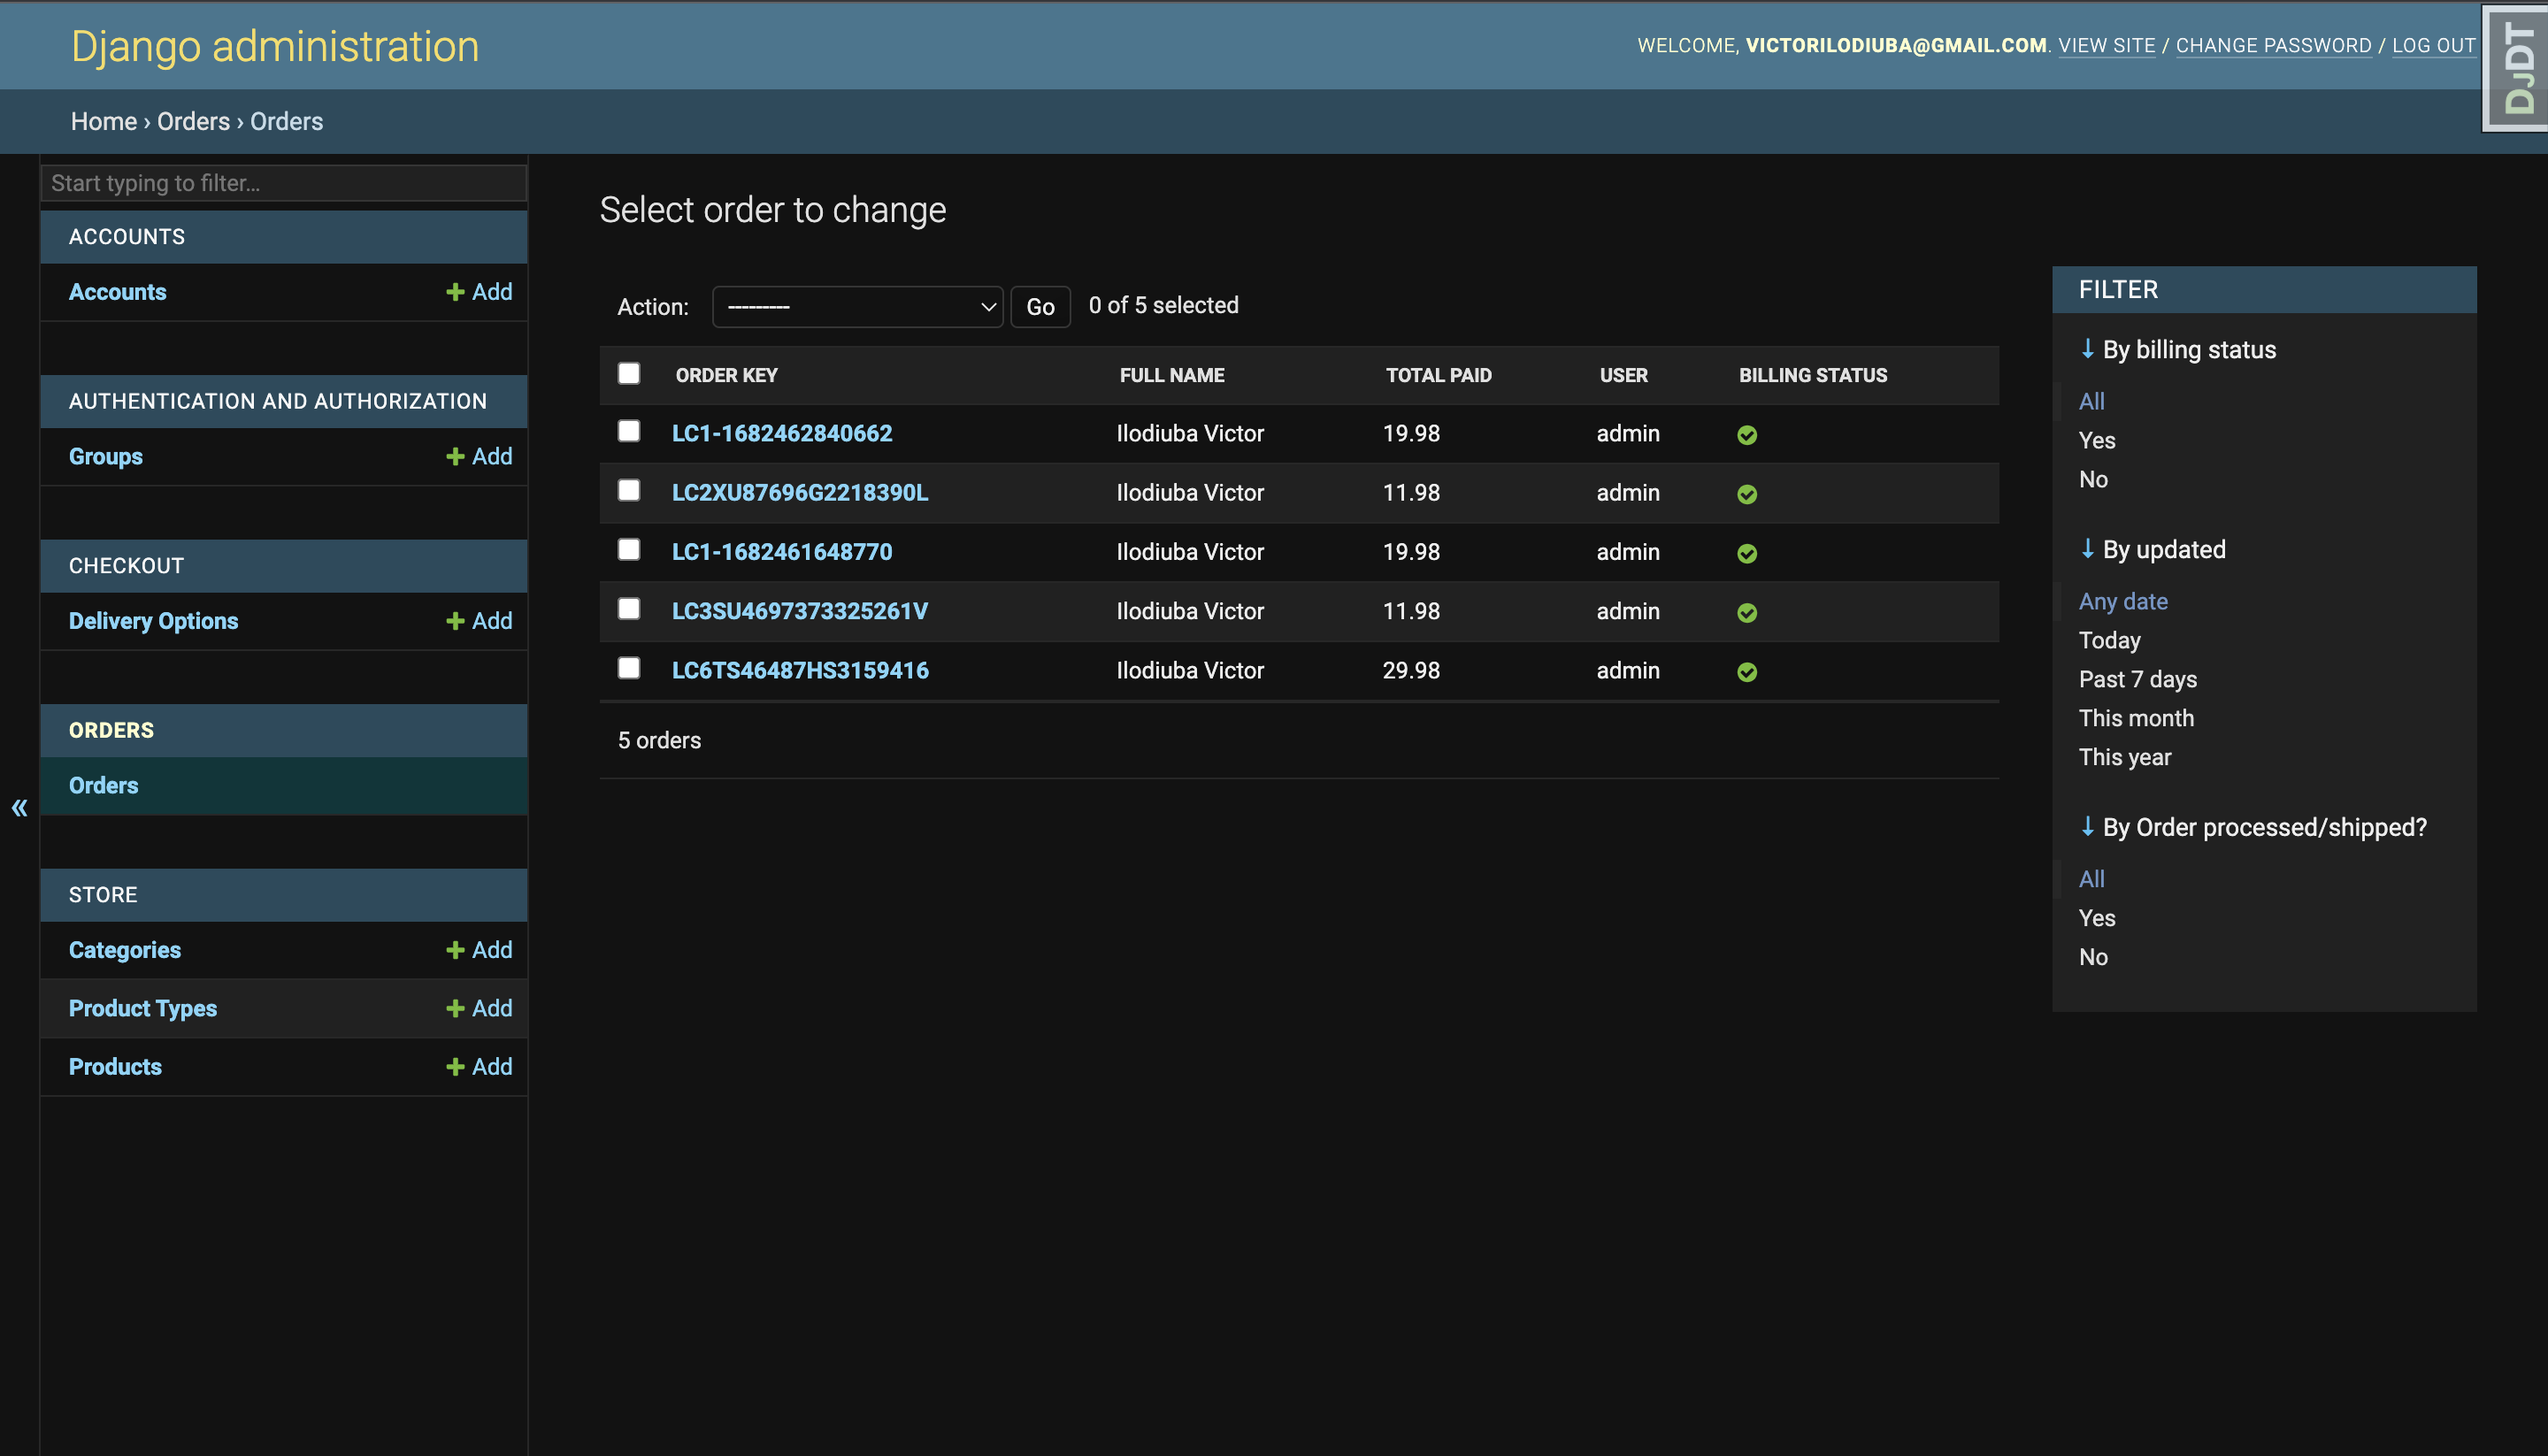 Django administration
WELCOME, VICTORILODIUBA@GMAIL.COM. VIEW SITE / CHANGE PASSWORD / LOG OUT
DJDT
Home › Orders › Orders
Start typing to filter...
ACCOUNTS
Accounts + Add
AUTHENTICATION AND AUTHORIZATION
Groups + Add
CHECKOUT
Delivery Options + Add
ORDERS
Orders
«
STORE
Categories + Add
Product Types + Add
Products + Add
Select order to change
Action: --------- Go 0 of 5 selected
ORDER KEY FULL NAME TOTAL PAID USER BILLING STATUS
LC1-1682462840662 Ilodiuba Victor 19.98 admin
LC2XU87696G2218390L Ilodiuba Victor 11.98 admin
LC1-1682461648770 Ilodiuba Victor 19.98 admin
LC3SU4697373325261V Ilodiuba Victor 11.98 admin
LC6TS46487HS3159416 Ilodiuba Victor 29.98 admin
5 orders
FILTER
↓ By billing status
All
Yes
No
↓ By updated
Any date
Today
Past 7 days
This month
This year
↓ By Order processed/shipped?
All
Yes
No